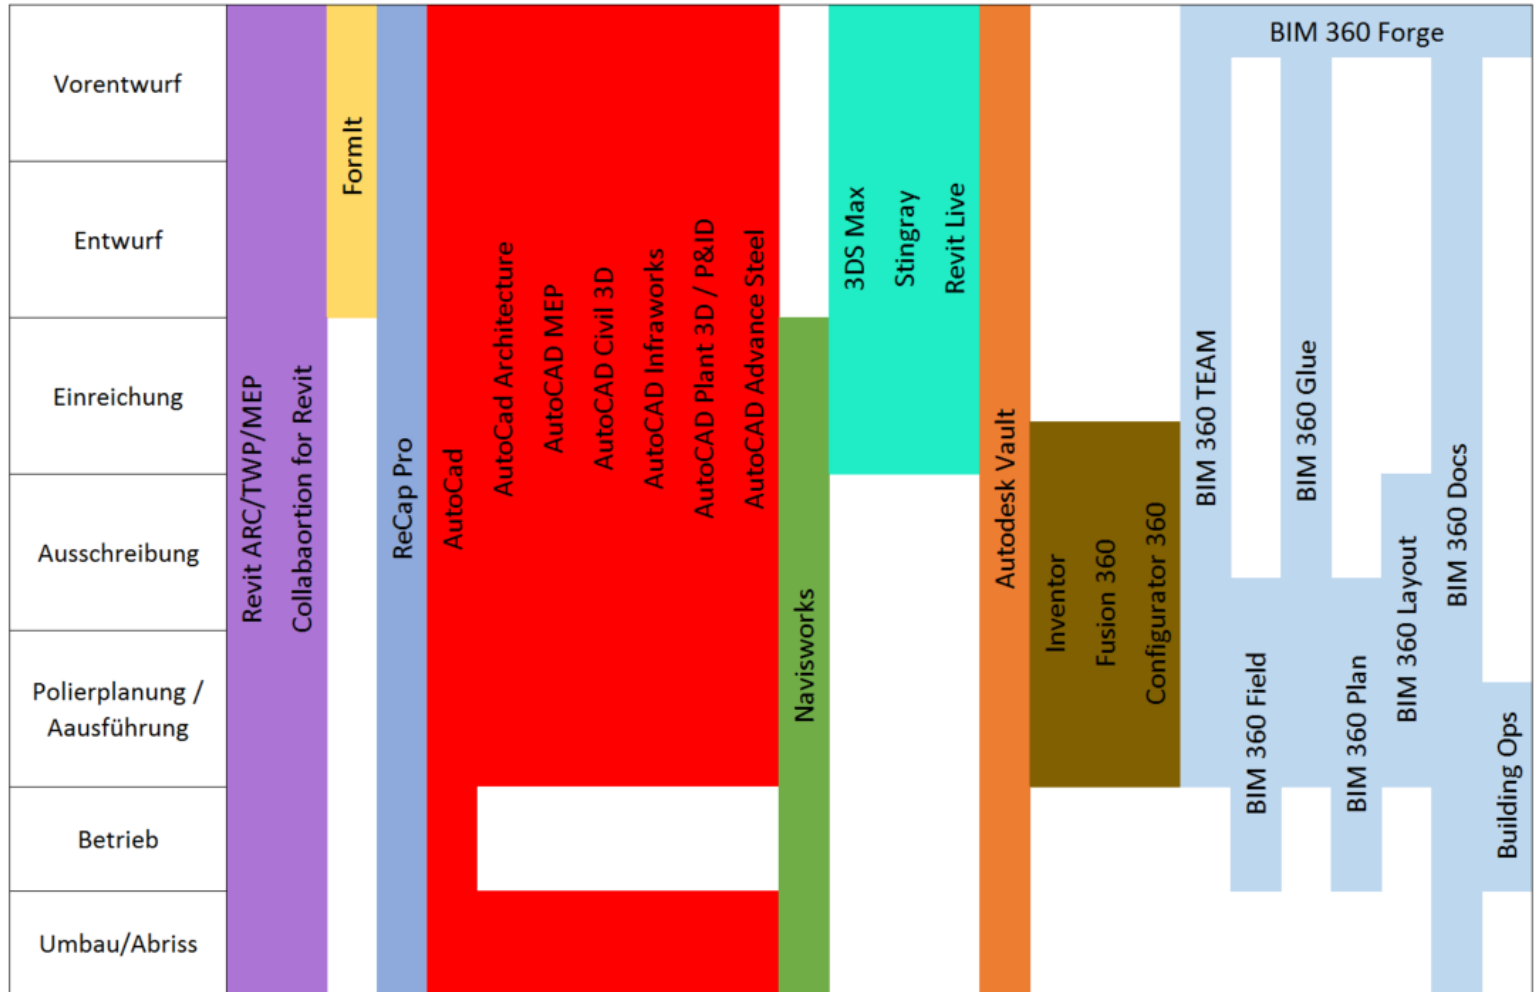 BIM 360 Forge
Vorentwurf
Entwurf
Einreichung
Ausschreibung
Polierplanung /
Aausführung
Betrieb
Umbau/Abriss
Revit ARC/TWP/MEP
Collabaortion for Revit
FormIt
ReCap Pro
AutoCad
AutoCad Architecture
AutoCAD MEP
AutoCAD Civil 3D
AutoCAD Infraworks
AutoCAD Plant 3D / P&ID
AutoCAD Advance Steel
Navisworks
3DS Max
Stingray
Revit Live
Autodesk Vault
Inventor
Fusion 360
Configurator 360
BIM 360 TEAM
BIM 360 Field
BIM 360 Glue
BIM 360 Plan
BIM 360 Layout
BIM 360 Docs
Building Ops